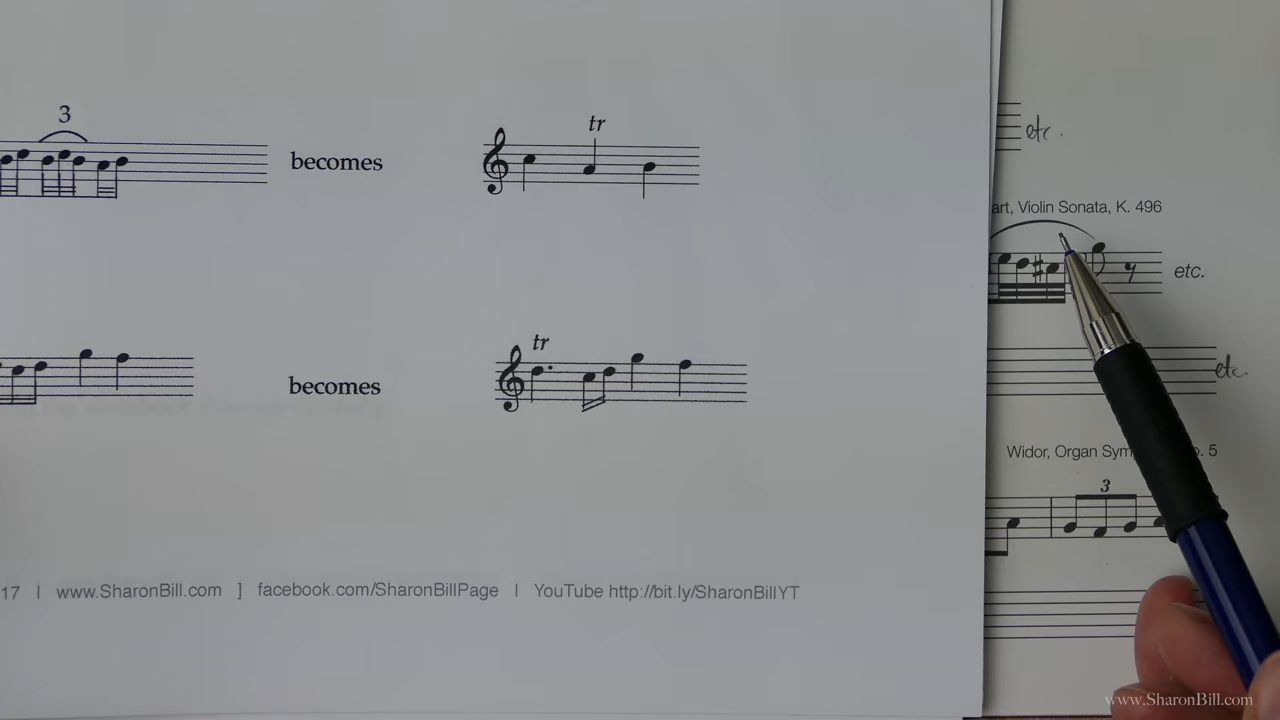 3
becomes
tr
etc.
art, Violin Sonata, K. 496
etc.
tr
becomes
etc.
Widor, Organ
5
3
17 | www.SharonBill.com ] facebook.com/SharonBillPage | YouTube http://bit.ly/SharonBillYT
www.SharonBill.com